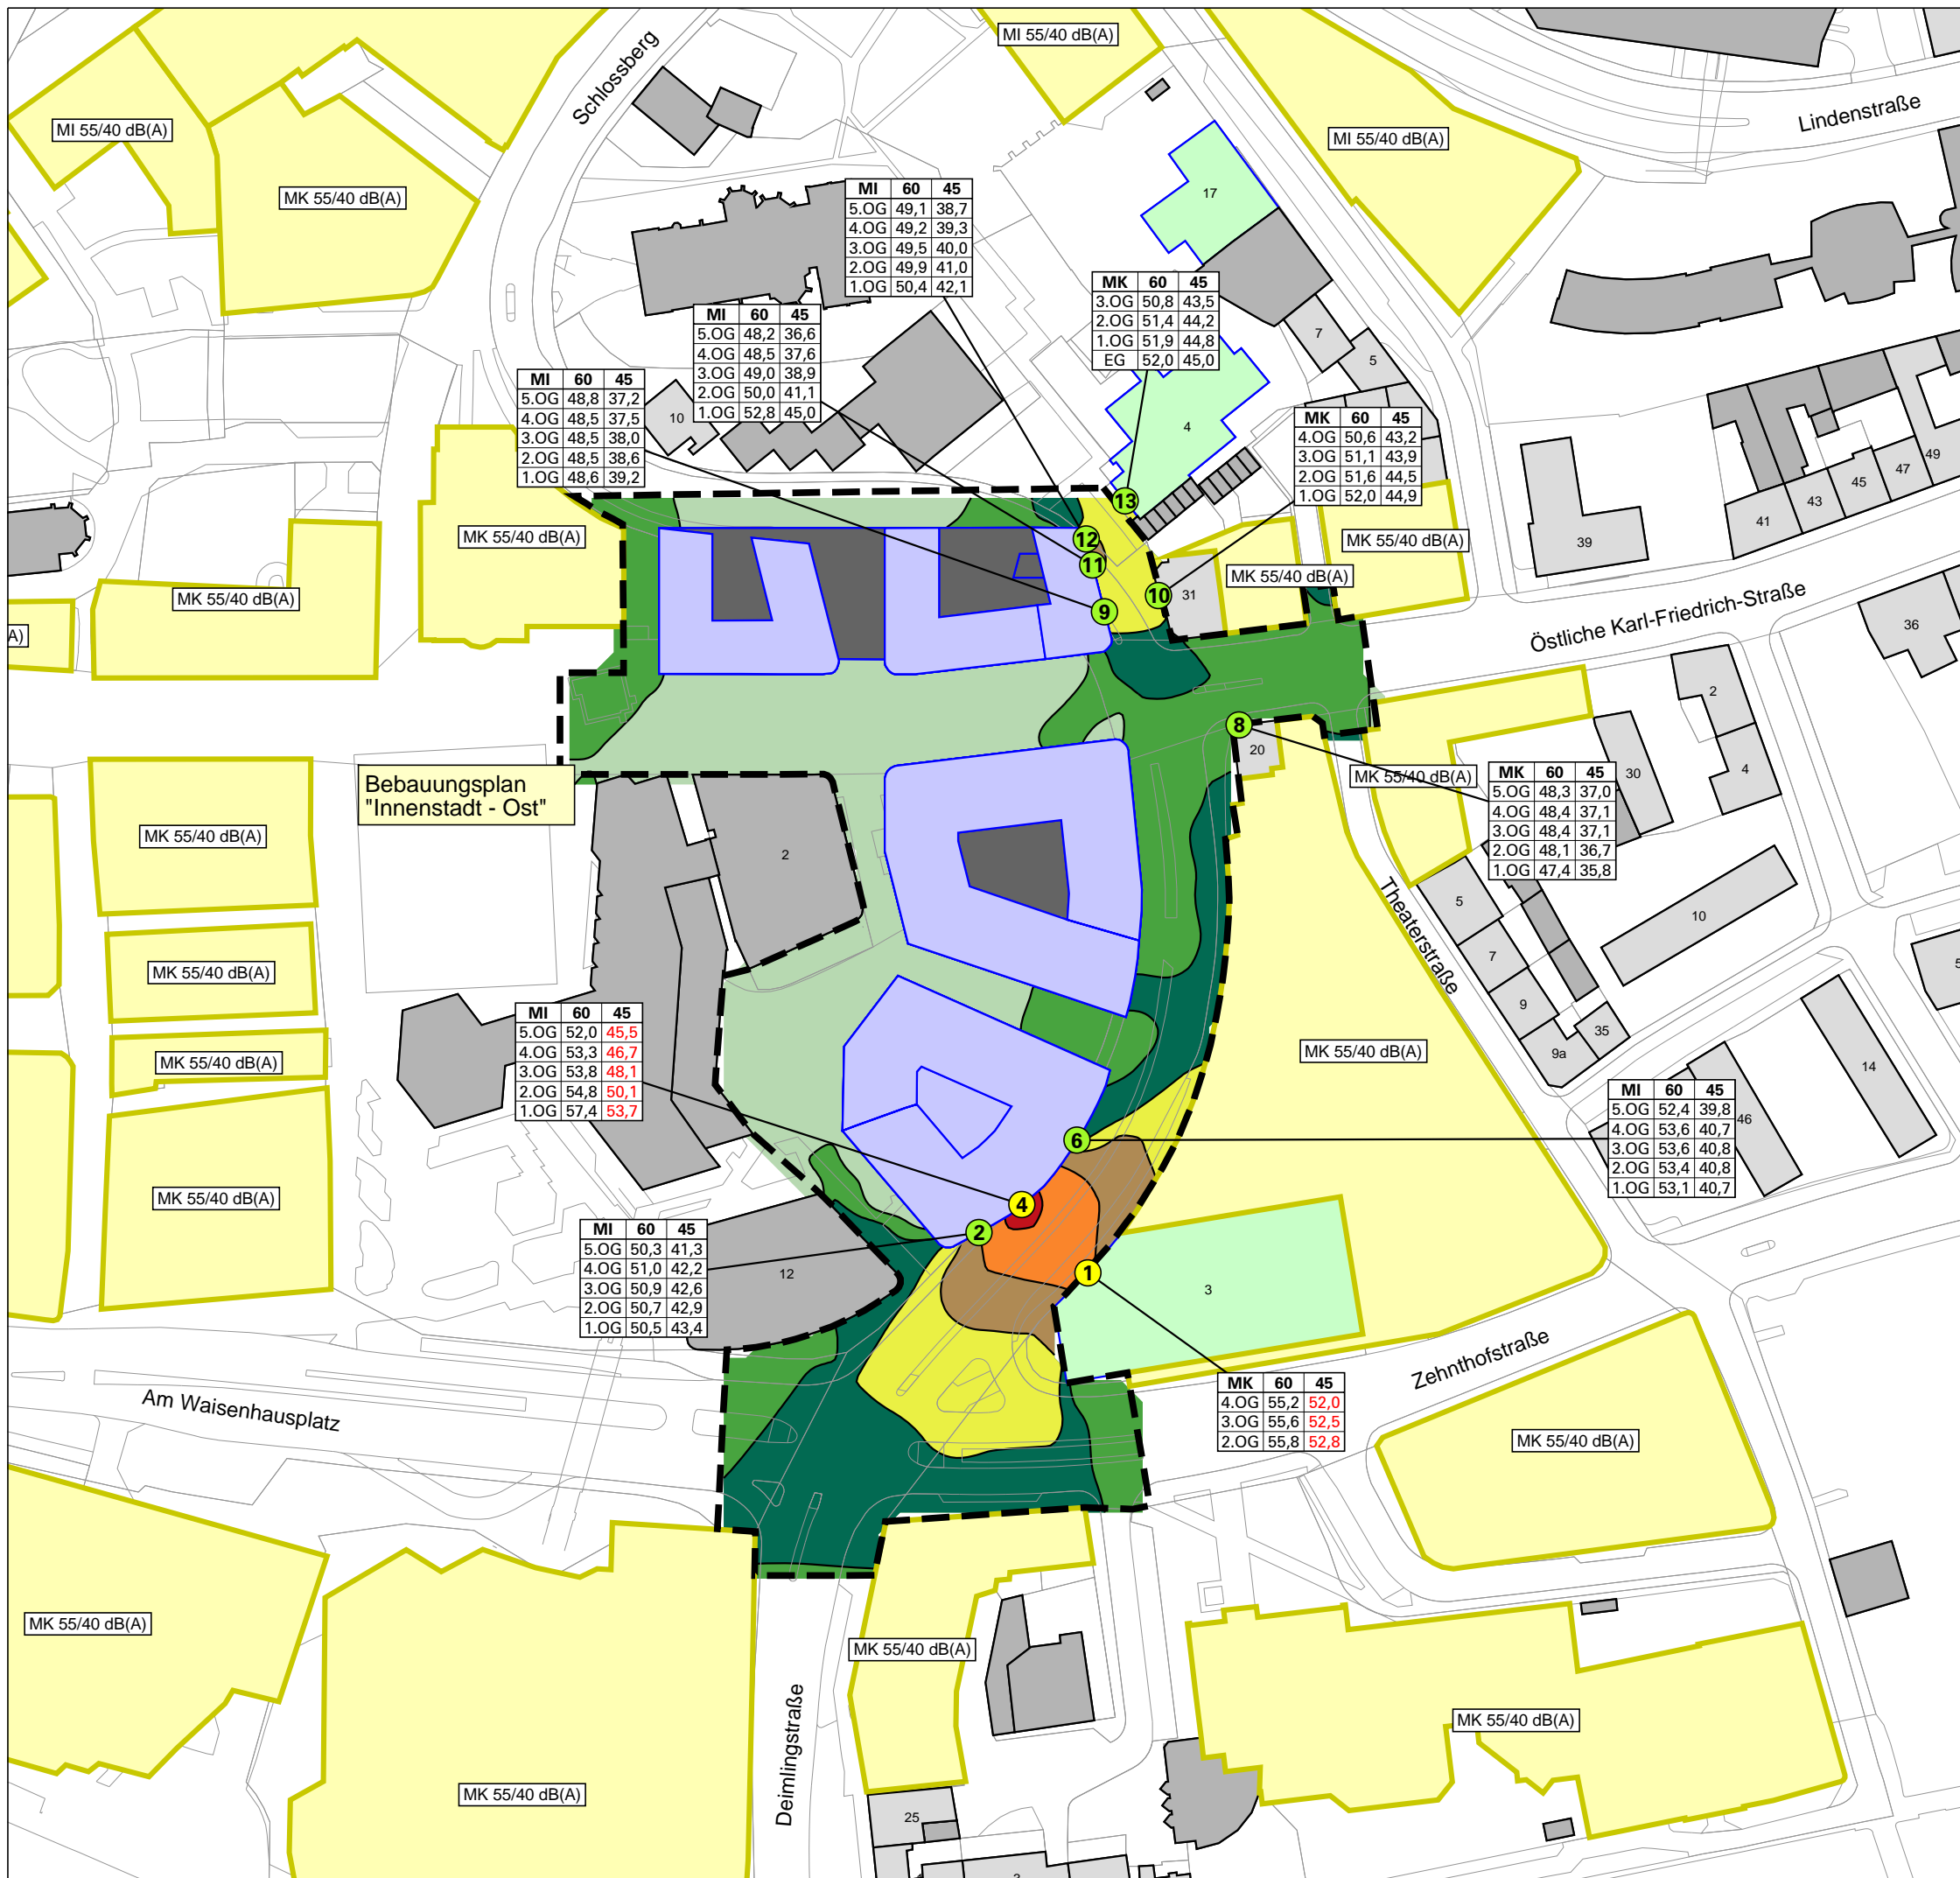 MI 55/40 dB(A)
Schlossberg
Lindenstraße
MI 55/40 dB(A)
MI 55/40 dB(A)
MK 55/40 dB(A)
17
MI 60 45
5.OG 49,1 38,7
4.OG 49,2 39,3
3.OG 49,5 40,0
2.OG 49,9 41,0
1.OG 50,4 42,1
MK 60 45
3.OG 50,8 43,5
2.OG 51,4 44,2
1.OG 51,9 44,8
EG 52,0 45,0
MI 60 45
5.OG 48,2 36,6
4.OG 48,5 37,6
3.OG 49,0 38,9
2.OG 50,0 41,1
1.OG 52,8 45,0
7
5
MI 60 45
5.OG 48,8 37,2
4.OG 48,5 37,5
3.OG 48,5 38,0
2.OG 48,5 38,6
1.OG 48,6 39,2
10
4
MK 60 45
4.OG 50,6 43,2
3.OG 51,1 43,9
2.OG 51,6 44,5
1.OG 52,0 44,9
49
47
45
43
41
39
13
12
11
10
9
31
MK 55/40 dB(A)
MK 55/40 dB(A)
MK 55/40 dB(A)
MK 55/40 dB(A)
A)
Östliche Karl-Friedrich-Straße
36
2
8
20
30
4
MK 55/40 dB(A)
MK 60 45
5.OG 48,3 37,0
4.OG 48,4 37,1
3.OG 48,4 37,1
2.OG 48,1 36,7
1.OG 47,4 35,8
Bebauungsplan
"Innenstadt - Ost"
MK 55/40 dB(A)
2
Theaterstraße
5
7
9
9a
35
10
5
MK 55/40 dB(A)
MI 60 45
5.OG 52,0 45,5
4.OG 53,3 46,7
3.OG 53,8 48,1
2.OG 54,8 50,1
1.OG 57,4 53,7
MK 55/40 dB(A)
MK 55/40 dB(A)
14
46
MI 60 45
5.OG 52,4 39,8
4.OG 53,6 40,7
3.OG 53,6 40,8
2.OG 53,4 40,8
1.OG 53,1 40,7
6
4
2
1
MK 55/40 dB(A)
MI 60 45
5.OG 50,3 41,3
4.OG 51,0 42,2
3.OG 50,9 42,6
2.OG 50,7 42,9
1.OG 50,5 43,4
12
3
Zehnthofstraße
Am Waisenhausplatz
MK 60 45
4.OG 55,2 52,0
3.OG 55,6 52,5
2.OG 55,8 52,8
MK 55/40 dB(A)
MK 55/40 dB(A)
MK 55/40 dB(A)
MK 55/40 dB(A)
Deimlingstraße
MK 55/40 dB(A)
25